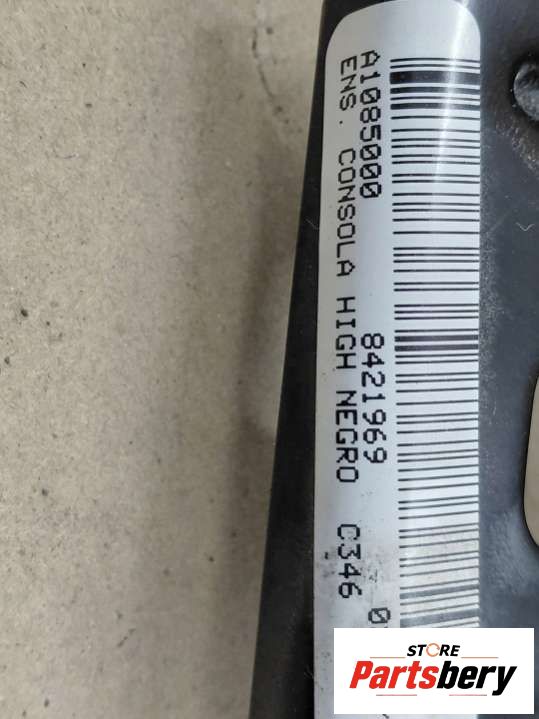 A1085000 8421969
ENS. CONSOLA HIGH NEGRO C346
STORE
Partsbery